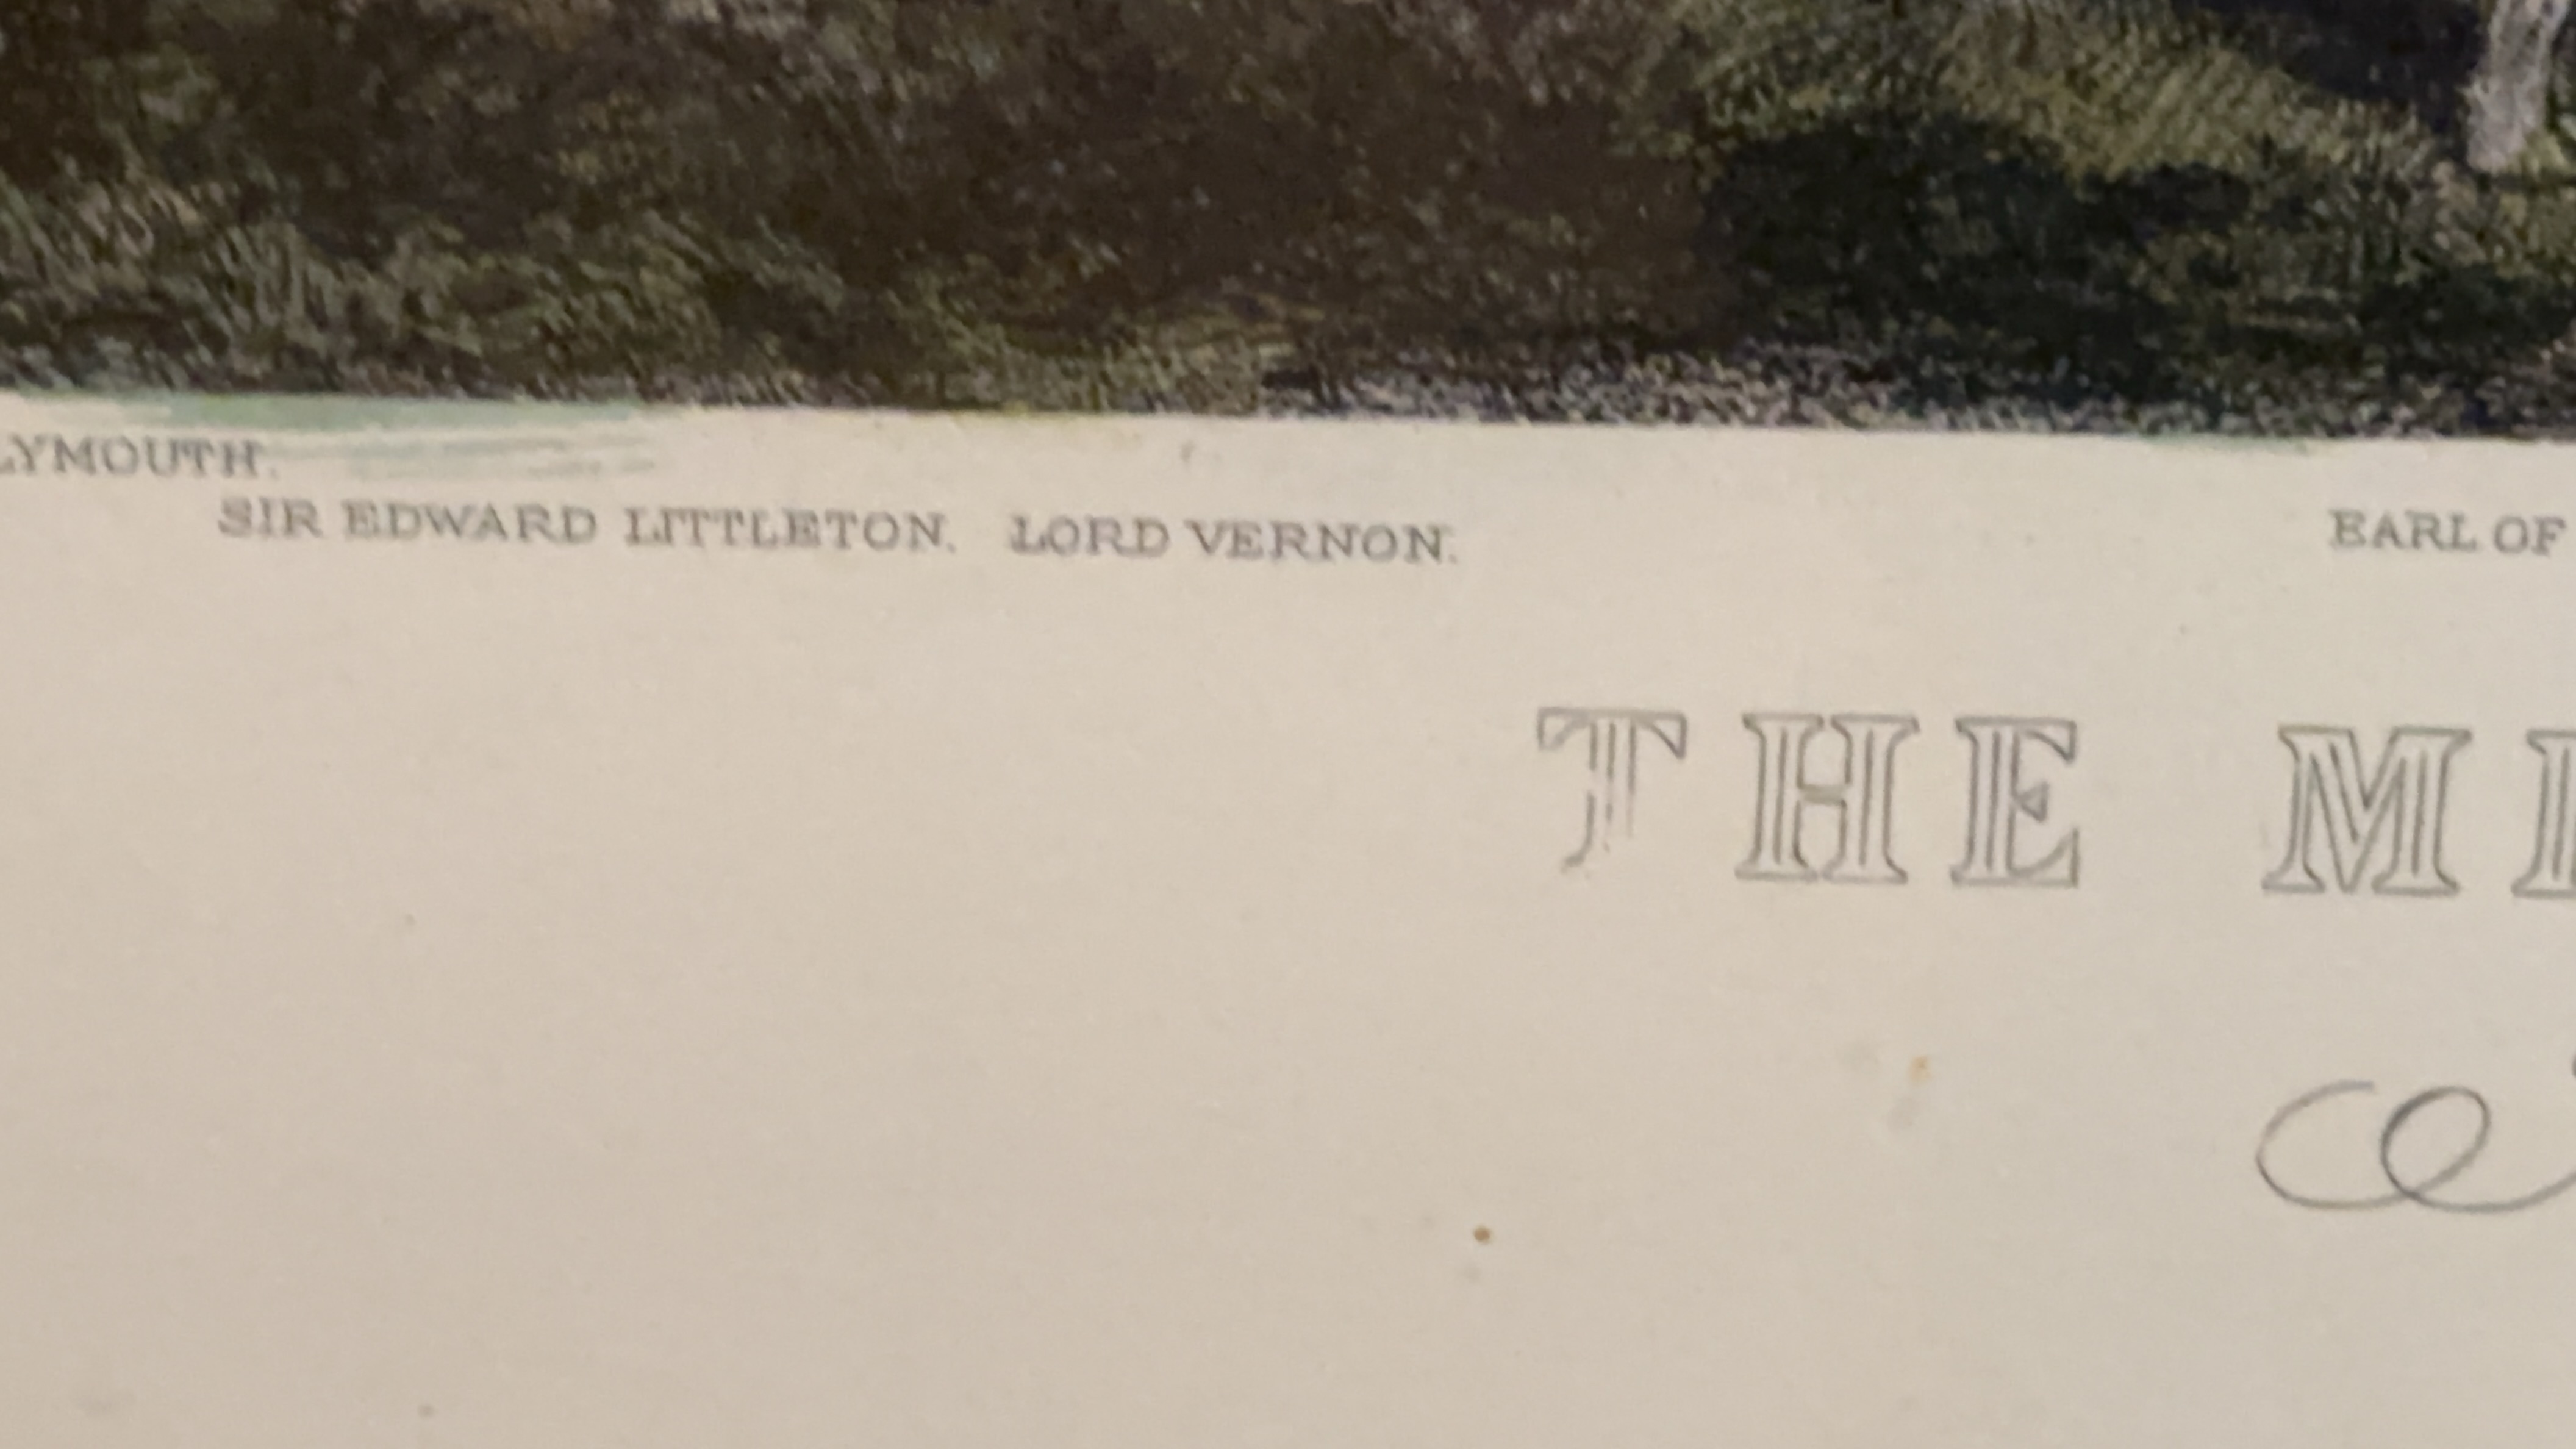 LYMOUTH.
SIR EDWARD LITTLETON. LORD VERNON. EARL OF
THE M